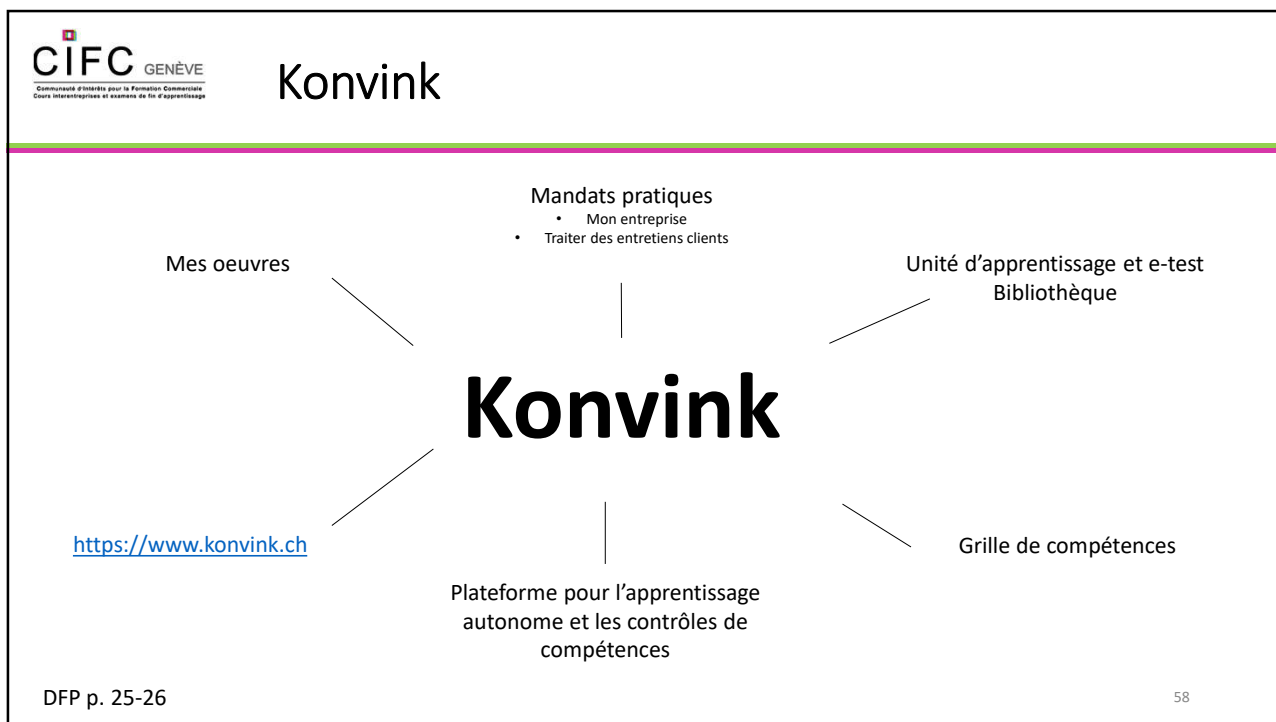 CIFC GENÈVE
Communauté d'Intérêts pour la Formation Commerciale
Cours interentreprises et examens de fin d'apprentissage
Konvink
Mandats pratiques
• Mon entreprise
• Traiter des entretiens clients
Mes oeuvres
Unité d'apprentissage et e-test
Bibliothèque
Konvink
https://www.konvink.ch
Grille de compétences
Plateforme pour l'apprentissage
autonome et les contrôles de
compétences
DFP p. 25-26
58